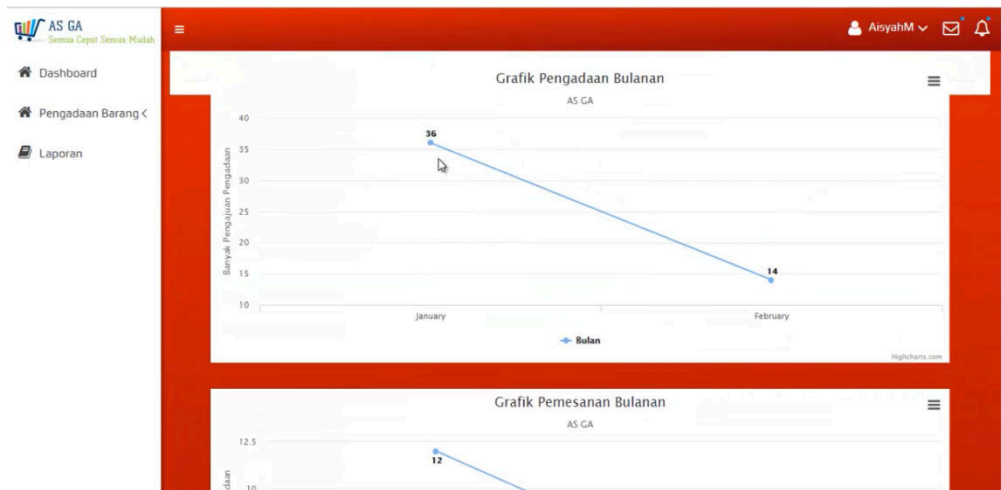 AS GA
Semua Cepat Semua Mudah
AisyahM
Dashboard
Pengadaan Barang
Laporan
Grafik Pengadaan Bulanan
AS GA
Banyak Pengajuan Pengadaan
40
35
30
25
20
15
10
36
14
January
February
Bulan
Highcharts.com
Grafik Pemesanan Bulanan
AS GA
12.5
12
10